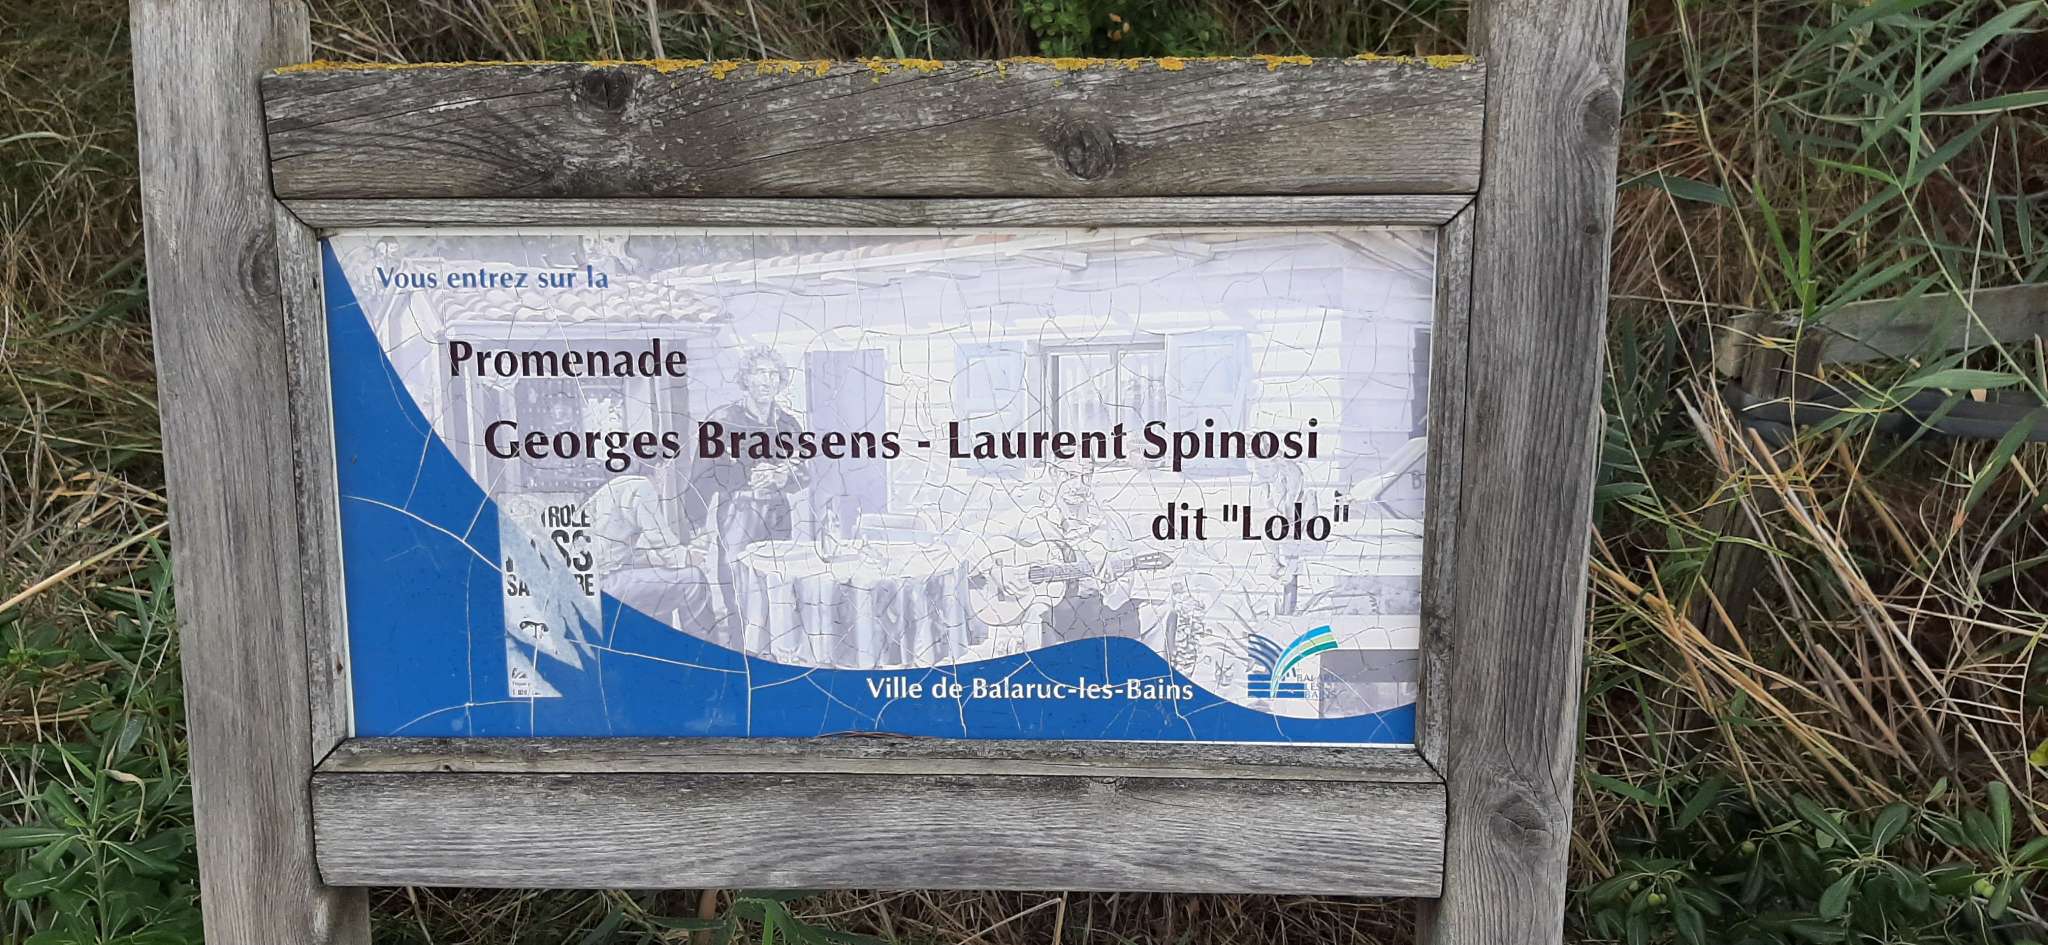 Vous entrez sur la
Promenade
Georges Brassens - Laurent Spinosi
dit "Lolo"
Ville de Balaruc-les-Bains